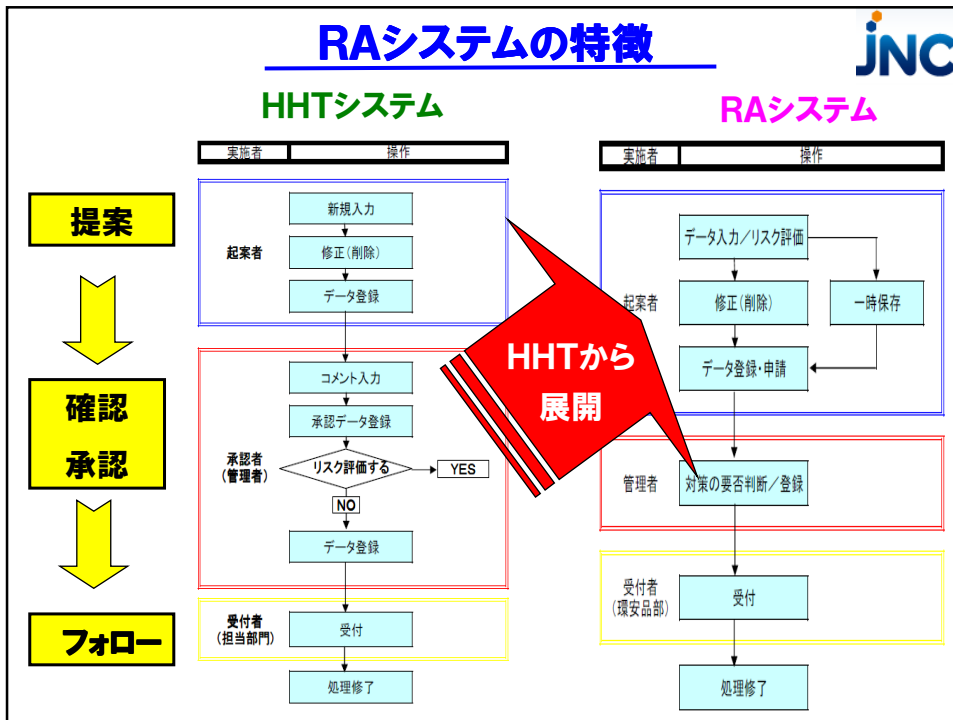 RAシステムの特徴
JNC
HHTシステム
RAシステム
実施者 操作
実施者 操作
提案
確認
承認
フォロー
起案者
新規入力
修正(削除)
データ登録
承認者
(管理者)
コメント入力
承認データ登録
リスク評価する
YES
NO
データ登録
受付者
(担当部門)
受付
処理修了
HHTから
展開
起案者
データ入力/リスク評価
修正(削除)
一時保存
データ登録・申請
管理者
対策の要否判断/登録
受付者
(環安品部)
受付
処理修了